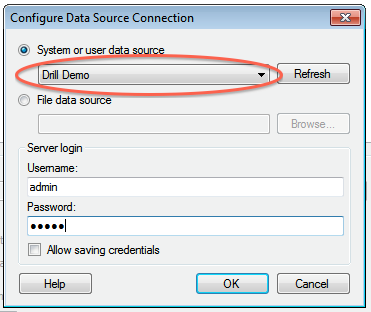 Configure Data Source Connection
System or user data source
Drill Demo
Refresh
File data source
Browse...
Server login
Username:
admin
Password:
●●●●●
Allow saving credentials
Help
OK
Cancel